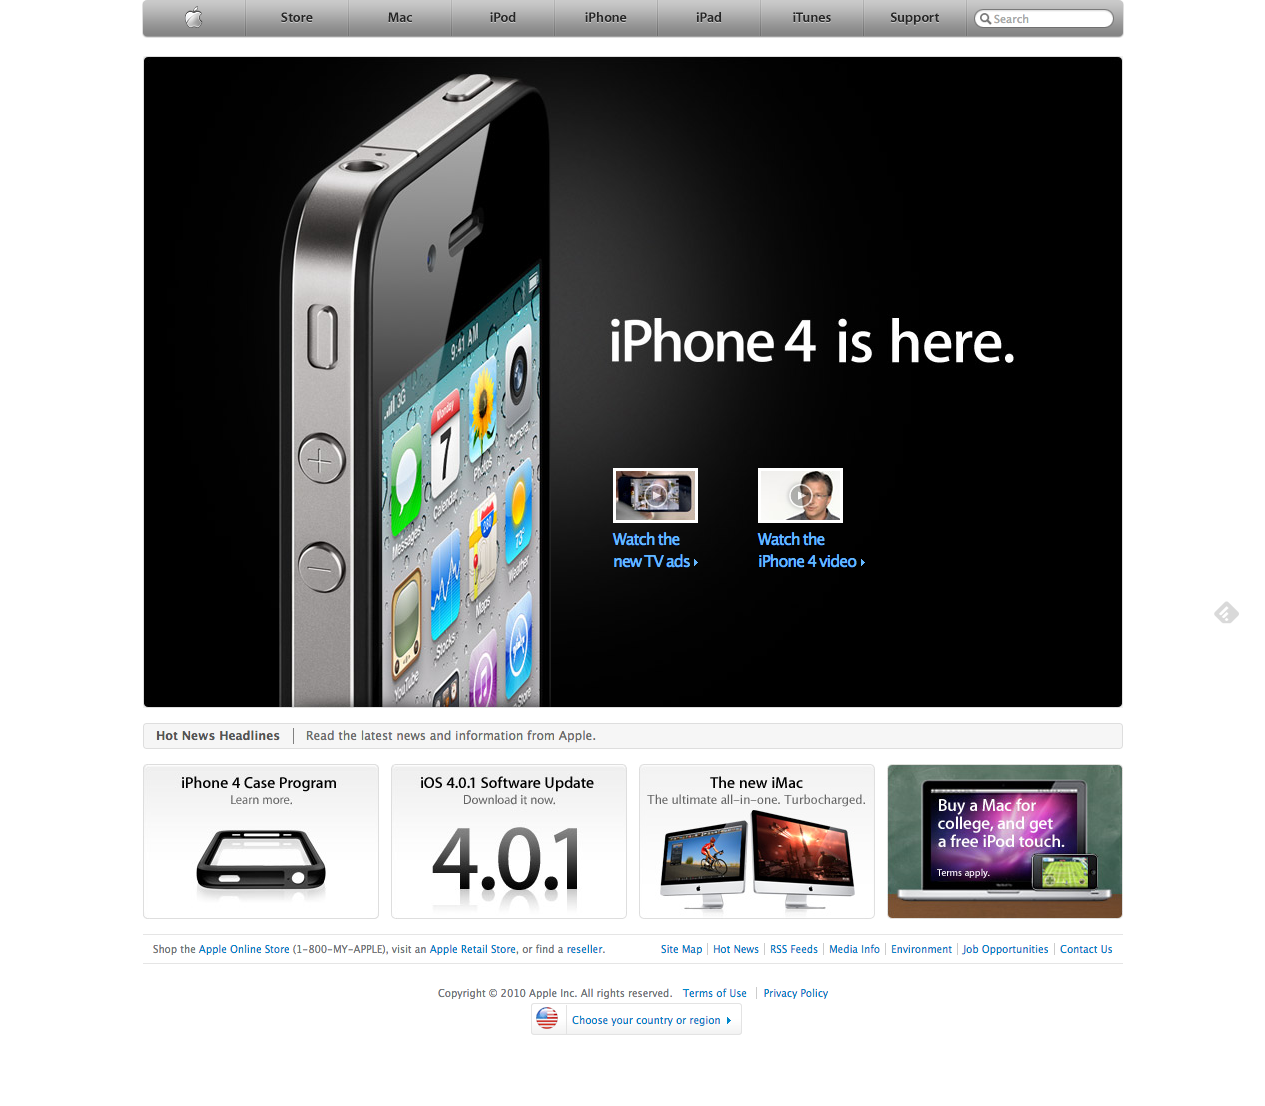 Store Mac iPod iPhone iPad iTunes Support Search
iPhone 4 is here.
9:41 AM
3G
Monday
7
Messages
Calendar
Photos
Camera
YouTube
Stocks
Maps
280
73°
Weather
Watch the
new TV ads
Watch the
iPhone 4 video
Hot News Headlines Read the latest news and information from Apple.
iPhone 4 Case Program
Learn more.
iOS 4.0.1 Software Update
Download it now.
4.0.1
The new iMac
The ultimate all-in-one. Turbocharged.
Buy a Mac for
college, and get
a free iPod touch.
Terms apply.
Shop the Apple Online Store (1-800-MY-APPLE), visit an Apple Retail Store, or find a reseller.
Site Map Hot News RSS Feeds Media Info Environment Job Opportunities Contact Us
Copyright © 2010 Apple Inc. All rights reserved. Terms of Use Privacy Policy
Choose your country or region